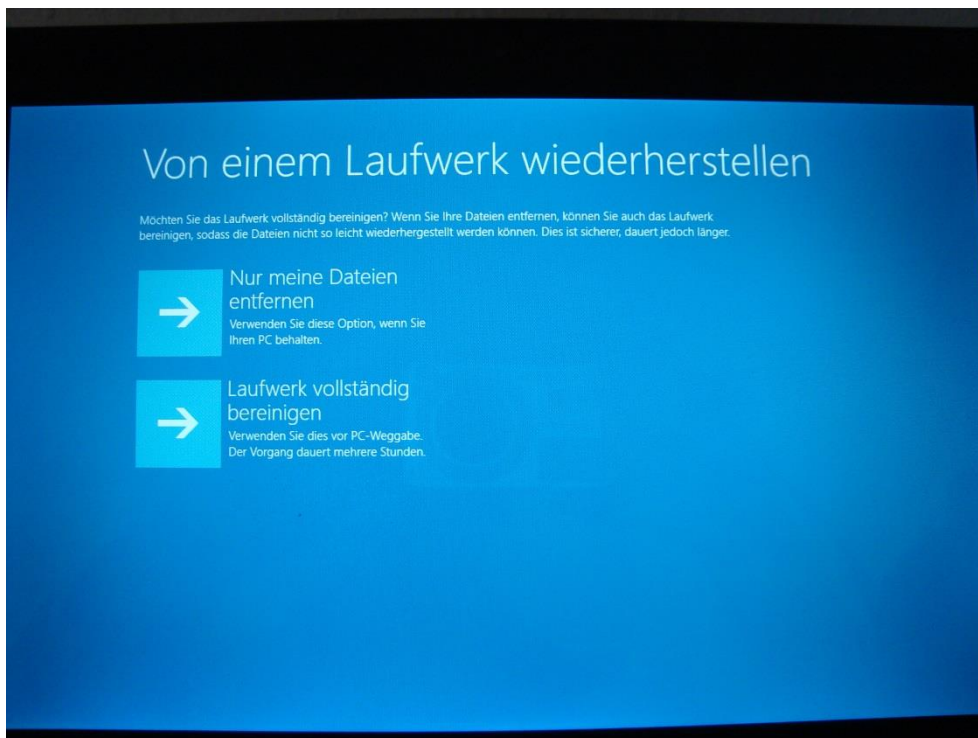 Von einem Laufwerk wiederherstellen
Möchten Sie das Laufwerk vollständig bereinigen? Wenn Sie Ihre Dateien entfernen, können Sie auch das Laufwerk
bereinigen, sodass die Dateien nicht so leicht wiederhergestellt werden können. Dies ist sicherer, dauert jedoch länger.
Nur meine Dateien
entfernen
Verwenden Sie diese Option, wenn Sie
Ihren PC behalten.
Laufwerk vollständig
bereinigen
Verwenden Sie dies vor PC-Weggabe.
Der Vorgang dauert mehrere Stunden.